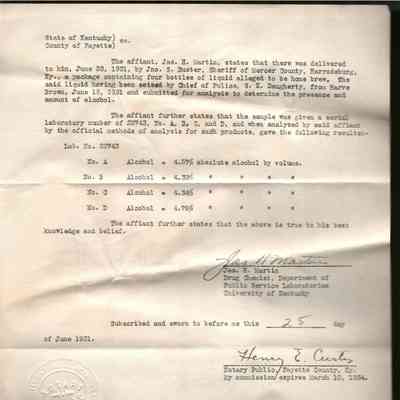 State of Kentucky)
County of Fayette) ss.
The affiant, Jas. H. Martin, states that there was delivered
to him, June 22, 1931, by Jas. S. Buster, Sheriff of Mercer County, Harrodsburg,
Ky., a package containing four bottles of liquid alleged to be home brew. The
said liquid having been seized by Chief of Police, W. K. Daugherty, from Harve
Brown, June 18, 1931 and submitted for analysis to determine the presence and
amount of alcohol.
The affiant further states that the sample was given a serial
laboratory number of 22743, No. A, B, C, and D, and when analyzed by said affiant
by the official methods of analysis for such products, gave the following results:-
Lab. No. 22743
No. A Alcohol = 4.57% absolute alcohol by volume.
No. B Alcohol = 4.33% " " " "
No. C Alcohol = 4.34% " " " "
No. D Alcohol = 4.79% " " " "
The affiant further states that the above is true to his best
knowledge and belief.
Jas H Martin
Jas. H. Martin
Drug Chemist, Department of
Public Service Laboratories
University of Kentucky
Subscribed and sworn to before me this 25 day
of June 1931.
Henry E. Curtis
Notary Public, Fayette County, Ky.
My commission expires March 10, 1934.